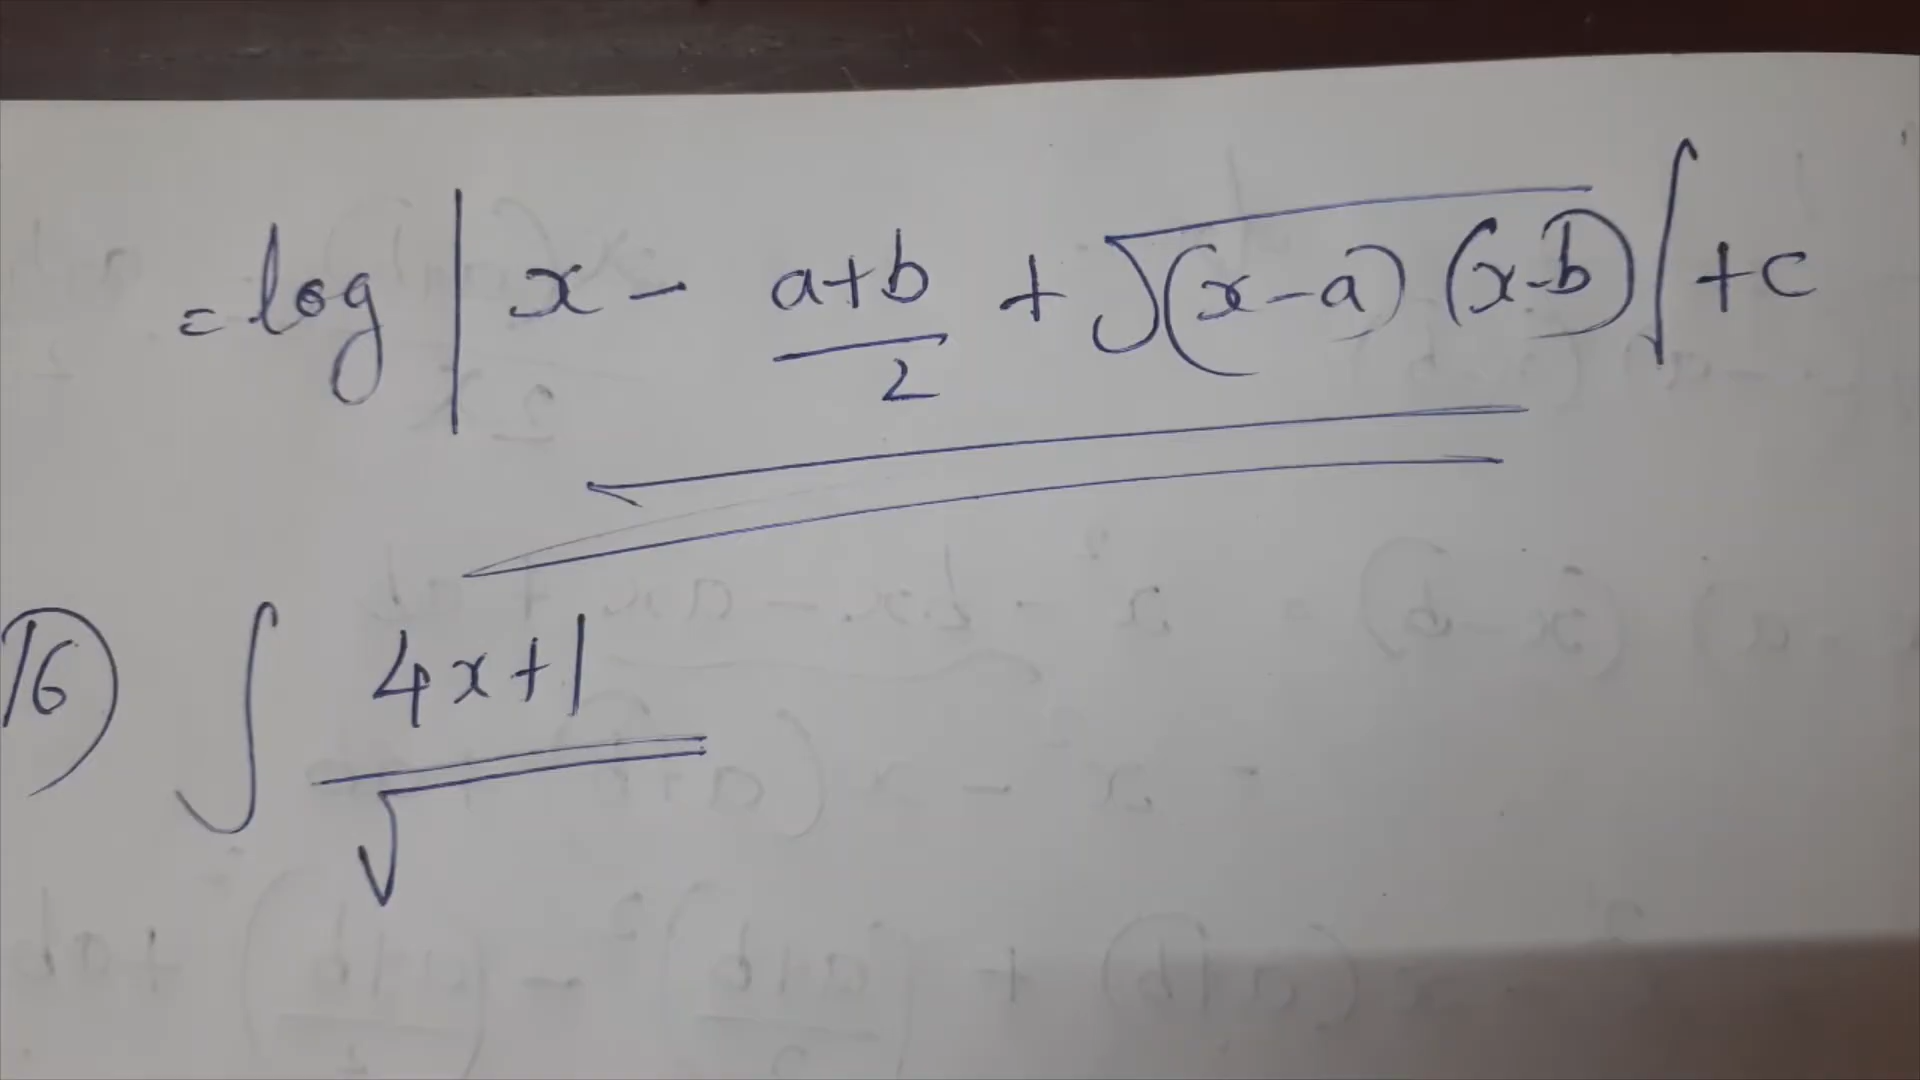 = log | x - a+b/2 + √(x-a) (x-b) | + c
16) ∫ 4x+1/√